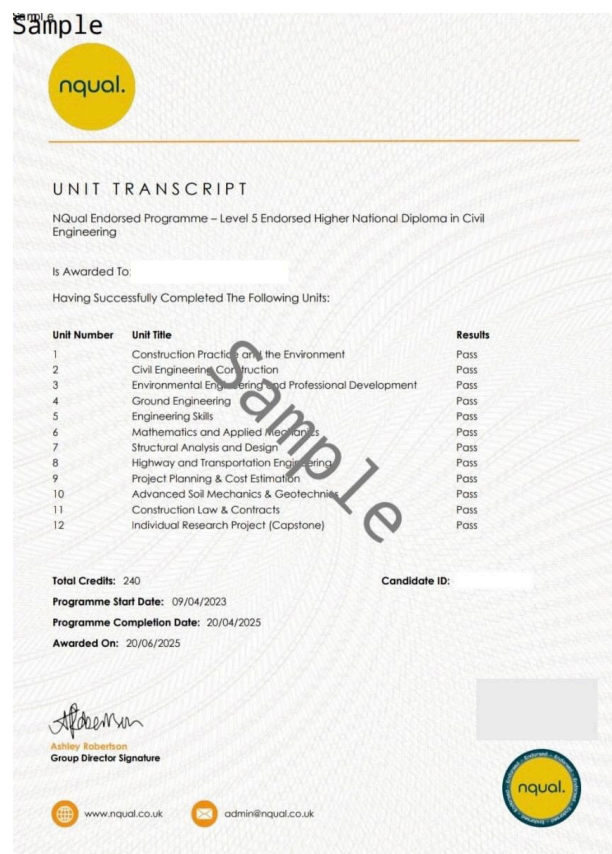 Sample
Sample
nqual.
UNIT TRANSCRIPT
NQual Endorsed Programme – Level 5 Endorsed Higher National Diploma in Civil
Engineering
Is Awarded To:
Having Successfully Completed The Following Units:
Unit Number Unit Title Results
1 Construction Practice and the Environment Pass
2 Civil Engineering Construction Pass
3 Environmental Engineering and Professional Development Pass
4 Ground Engineering Pass
5 Engineering Skills Pass
6 Mathematics and Applied Mechanics Pass
7 Structural Analysis and Design Pass
8 Highway and Transportation Engineering Pass
9 Project Planning & Cost Estimation Pass
10 Advanced Soil Mechanics & Geotechnics Pass
11 Construction Law & Contracts Pass
12 Individual Research Project (Capstone) Pass
Sample
Total Credits: 240 Candidate ID:
Programme Start Date: 09/04/2023
Programme Completion Date: 20/04/2025
Awarded On: 20/06/2025
Ashley Robertson
Group Director Signature
Endorsed - Endorsed - Endorsed
nqual.
www.nqual.co.uk admin@nqual.co.uk